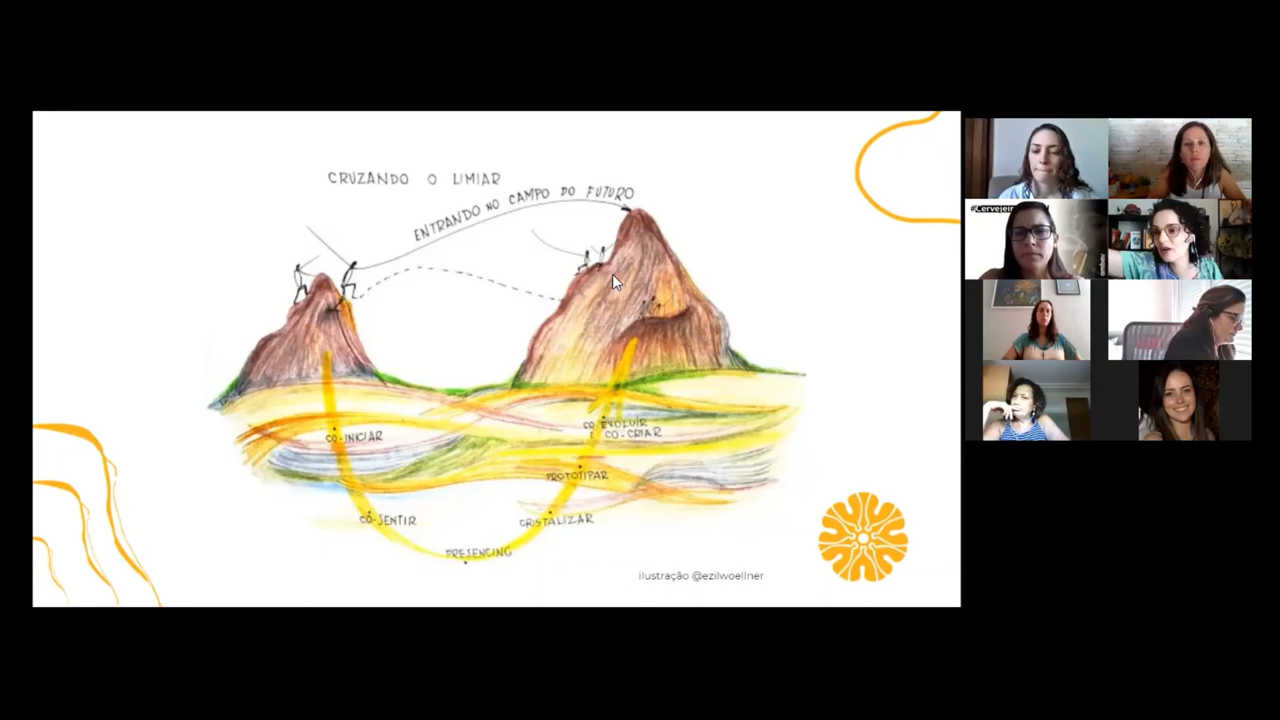 CRUZANDO O LIMIAR
ENTRANDO NO CAMPO DO FUTURO
CO-INICIAR
CO-EVOLUIR
E CO-CRIAR
PROTOTIPAR
CO-SENTIR
CRISTALIZAR
PRESENCING
ilustração @ezilwoellner